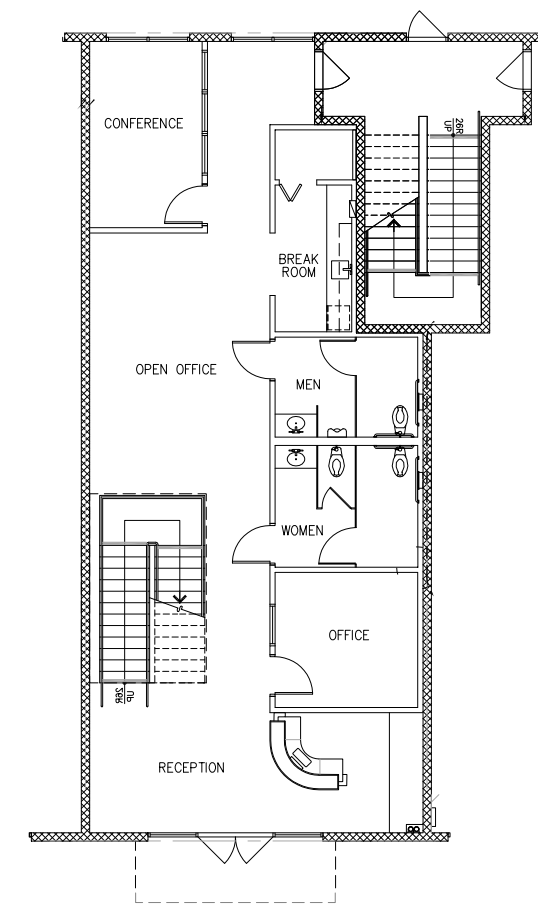 CONFERENCE
UP
26R
BREAK
ROOM
OPEN OFFICE
MEN
WOMEN
OFFICE
UP
26R
RECEPTION